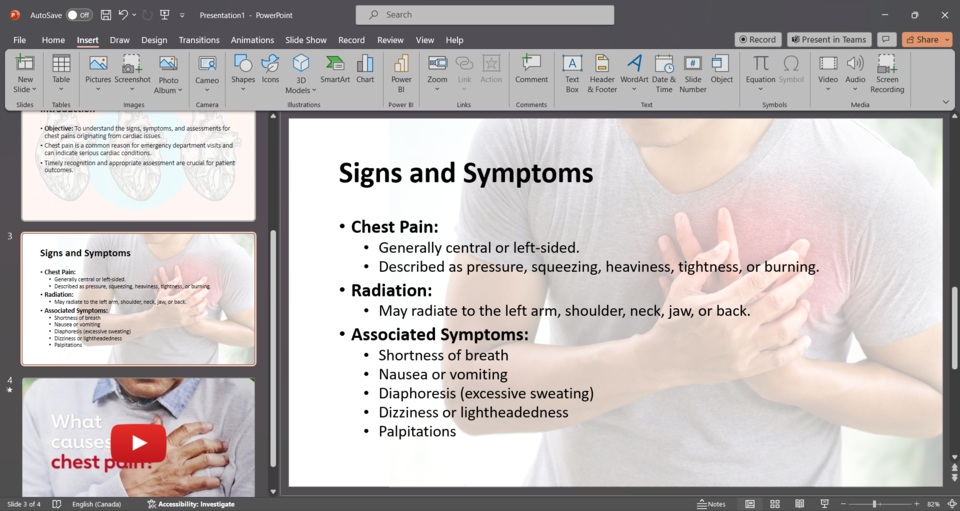 AutoSave
Off
Presentation1 - PowerPoint
Search
File Home Insert Draw Design Transitions Animations Slide Show Record Review View Help
Record
Present in Teams
Share
New Slide
Table
Pictures
Screenshot
Photo Album
Cameo
Shapes
Icons
3D Models
SmartArt
Chart
Power BI
Zoom
Link
Action
Comment
Text Box
Header & Footer
WordArt
Date & Time
Slide Number
Object
Equation
Symbol
Video
Audio
Screen Recording
Slides
Tables
Images
Camera
Illustrations
Power BI
Links
Comments
Text
Symbols
Media
• Objective: To understand the signs, symptoms, and assessments for
chest pains originating from cardiac issues.
• Chest pain is a common reason for emergency department visits and
can indicate serious cardiac conditions.
• Timely recognition and appropriate assessment are crucial for patient
outcomes.
3
Signs and Symptoms
• Chest Pain:
• Generally central or left-sided.
• Described as pressure, squeezing, heaviness, tightness, or burning.
• Radiation:
• May radiate to the left arm, shoulder, neck, jaw, or back.
• Associated Symptoms:
• Shortness of breath
• Nausea or vomiting
• Diaphoresis (excessive sweating)
• Dizziness or lightheadedness
• Palpitations
4
What
causes
chest pain?
Signs and Symptoms
• Chest Pain:
• Generally central or left-sided.
• Described as pressure, squeezing, heaviness, tightness, or burning.
• Radiation:
• May radiate to the left arm, shoulder, neck, jaw, or back.
• Associated Symptoms:
• Shortness of breath
• Nausea or vomiting
• Diaphoresis (excessive sweating)
• Dizziness or lightheadedness
• Palpitations
Slide 3 of 4
English (Canada)
Accessibility: Investigate
Notes
82%